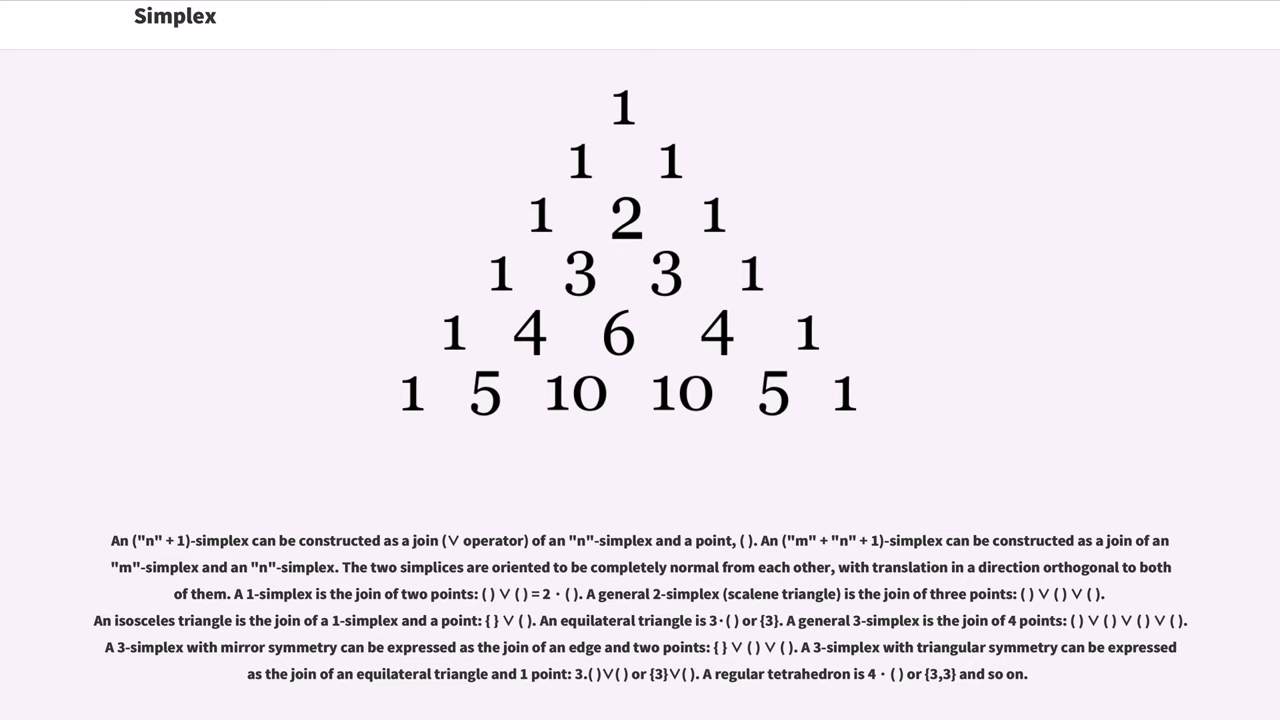 Simplex
1
1 1
1 2 1
1 3 3 1
1 4 6 4 1
1 5 10 10 5 1
An ("n" + 1)-simplex can be constructed as a join (∨ operator) of an "n"-simplex and a point, ( ). An ("m" + "n" + 1)-simplex can be constructed as a join of an
"m"-simplex and an "n"-simplex. The two simplices are oriented to be completely normal from each other, with translation in a direction orthogonal to both
of them. A 1-simplex is the join of two points: ( ) ∨ ( ) = 2 ⋅ ( ). A general 2-simplex (scalene triangle) is the join of three points: ( ) ∨ ( ) ∨ ( ).
An isosceles triangle is the join of a 1-simplex and a point: { } ∨ ( ). An equilateral triangle is 3 ⋅ ( ) or {3}. A general 3-simplex is the join of 4 points: ( ) ∨ ( ) ∨ ( ) ∨ ( ).
A 3-simplex with mirror symmetry can be expressed as the join of an edge and two points: { } ∨ ( ) ∨ ( ). A 3-simplex with triangular symmetry can be expressed
as the join of an equilateral triangle and 1 point: 3.( )∨( ) or {3}∨( ). A regular tetrahedron is 4 ⋅ ( ) or {3,3} and so on.